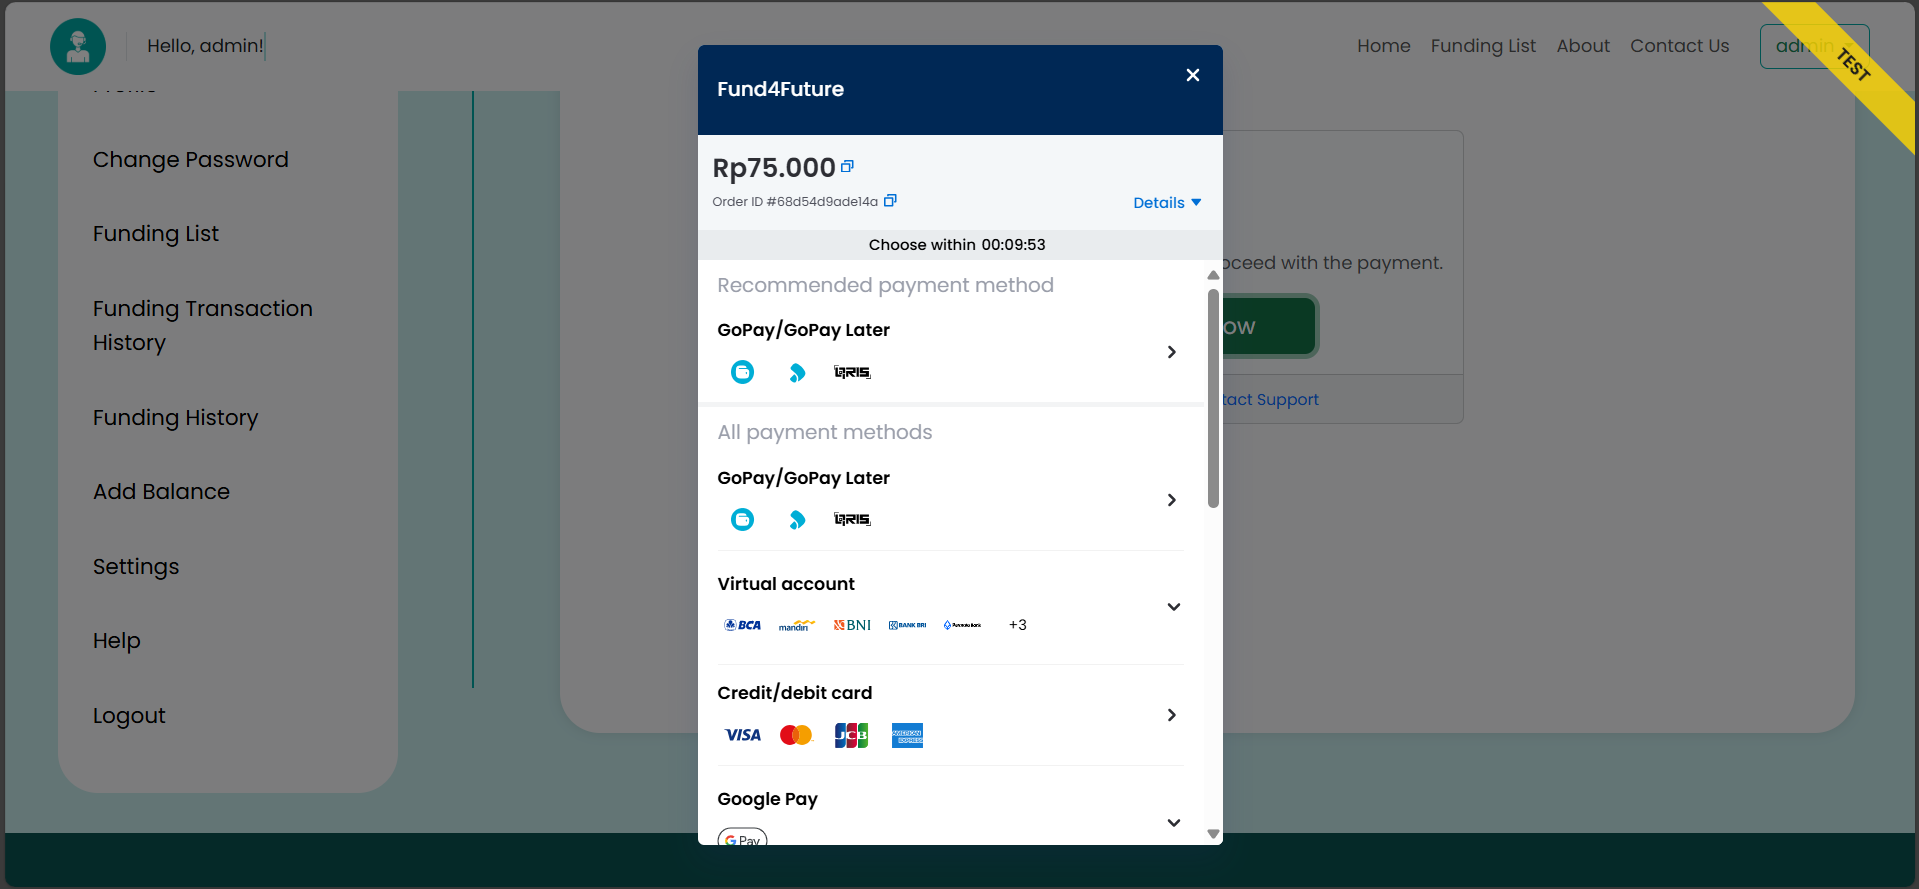 Hello, admin!
Home
Funding List
About
Contact Us
admin
TEST
Change Password
Funding List
Funding Transaction
History
Funding History
Add Balance
Settings
Help
Logout
Fund4Future
Rp75.000
Order ID #68d54d9ade14a
Details
Choose within 00:09:53
Recommended payment method
GoPay/GoPay Later
QRIS
All payment methods
GoPay/GoPay Later
QRIS
Virtual account
BCA
mandiri
BNI
BANK BRI
+3
Credit/debit card
VISA
JCB
AMERICAN
EXPRESS
Google Pay
G Pay
oceed with the payment.
ow
tact Support